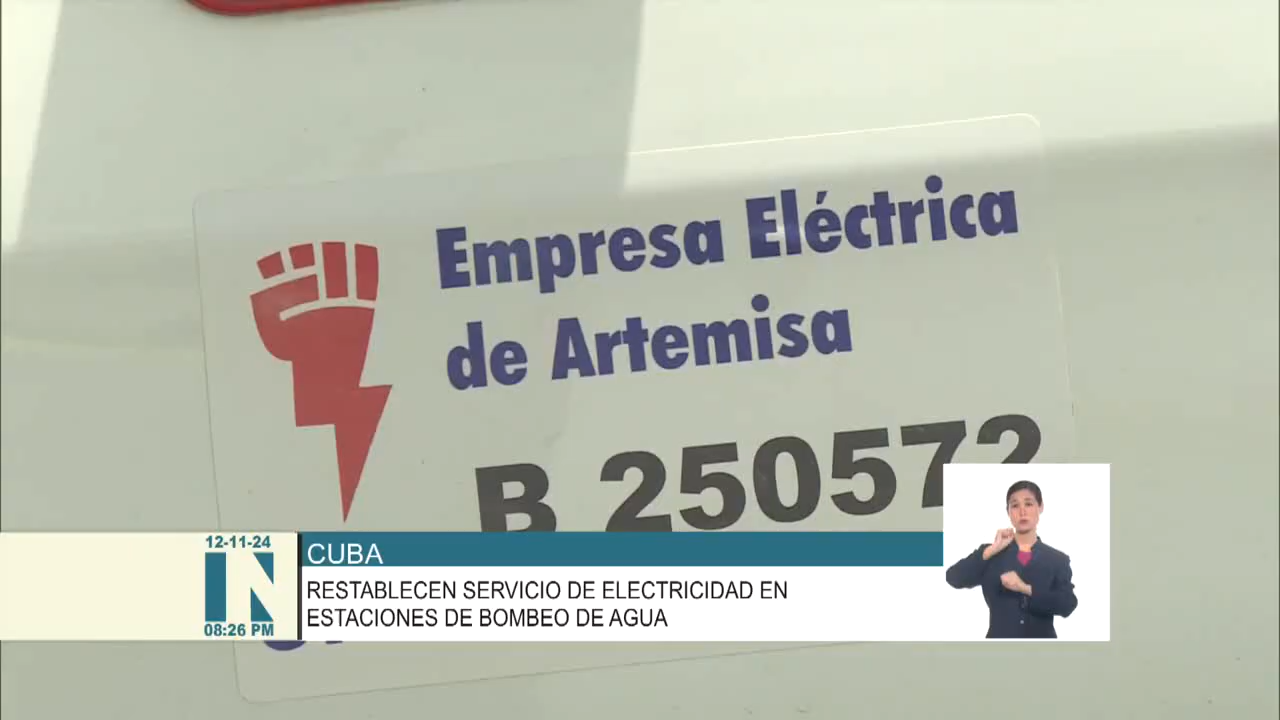 Empresa Eléctrica
de Artemisa
B 250572
12-11-24
N
08:26 PM
CUBA
RESTABLECEN SERVICIO DE ELECTRICIDAD EN
ESTACIONES DE BOMBEO DE AGUA